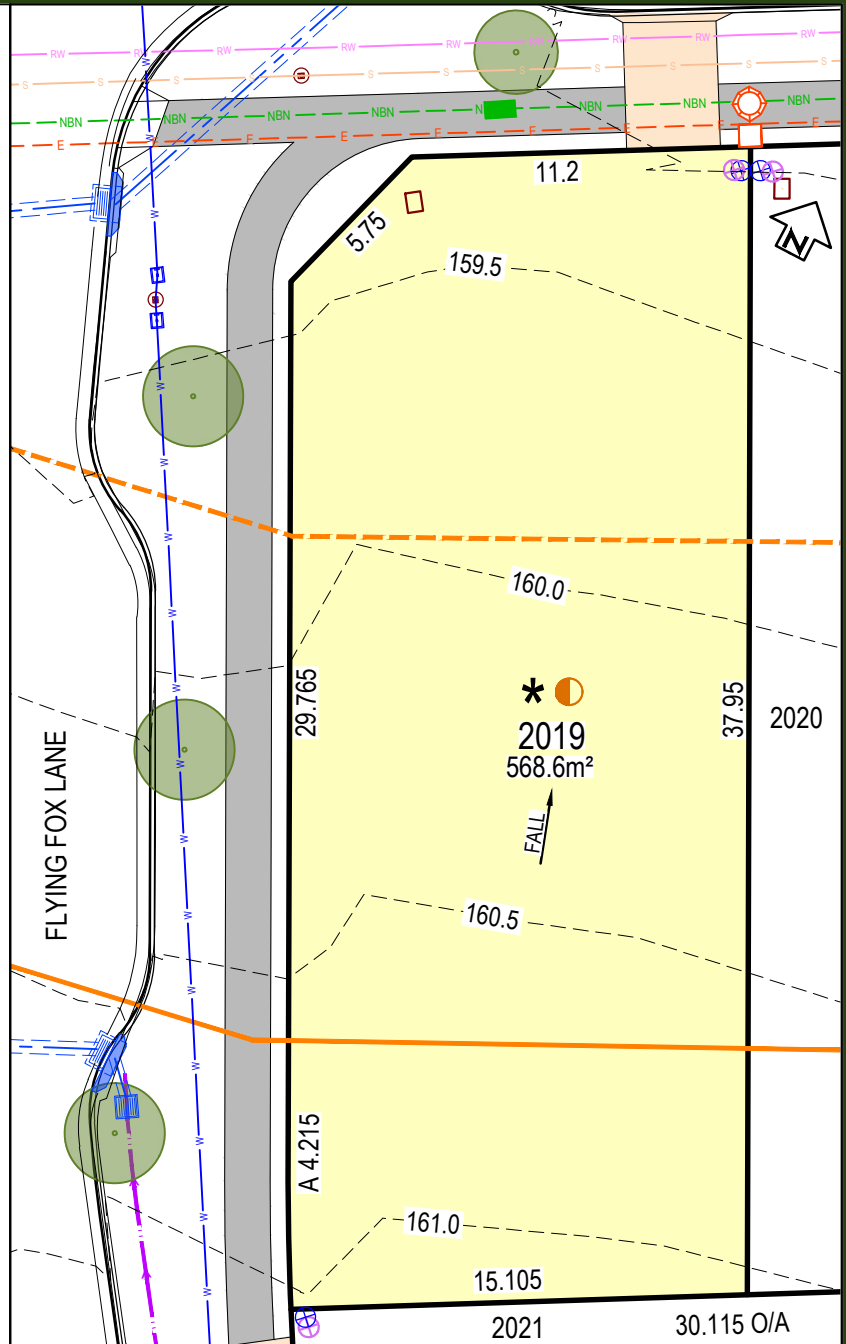 RW RW RW RW RW RW
S S S S S S S S S S
NBN NBN NBN N NBN NBN NBN
E E E E E E E E
11.2
5.75
N
159.5
160.0
29.765
37.95
2020
*
2019
568.6m²
FALL
FLYING FOX LANE
160.5
A 4.215
161.0
15.105
2021
30.115 O/A
W W W W W W W W W W W W W W